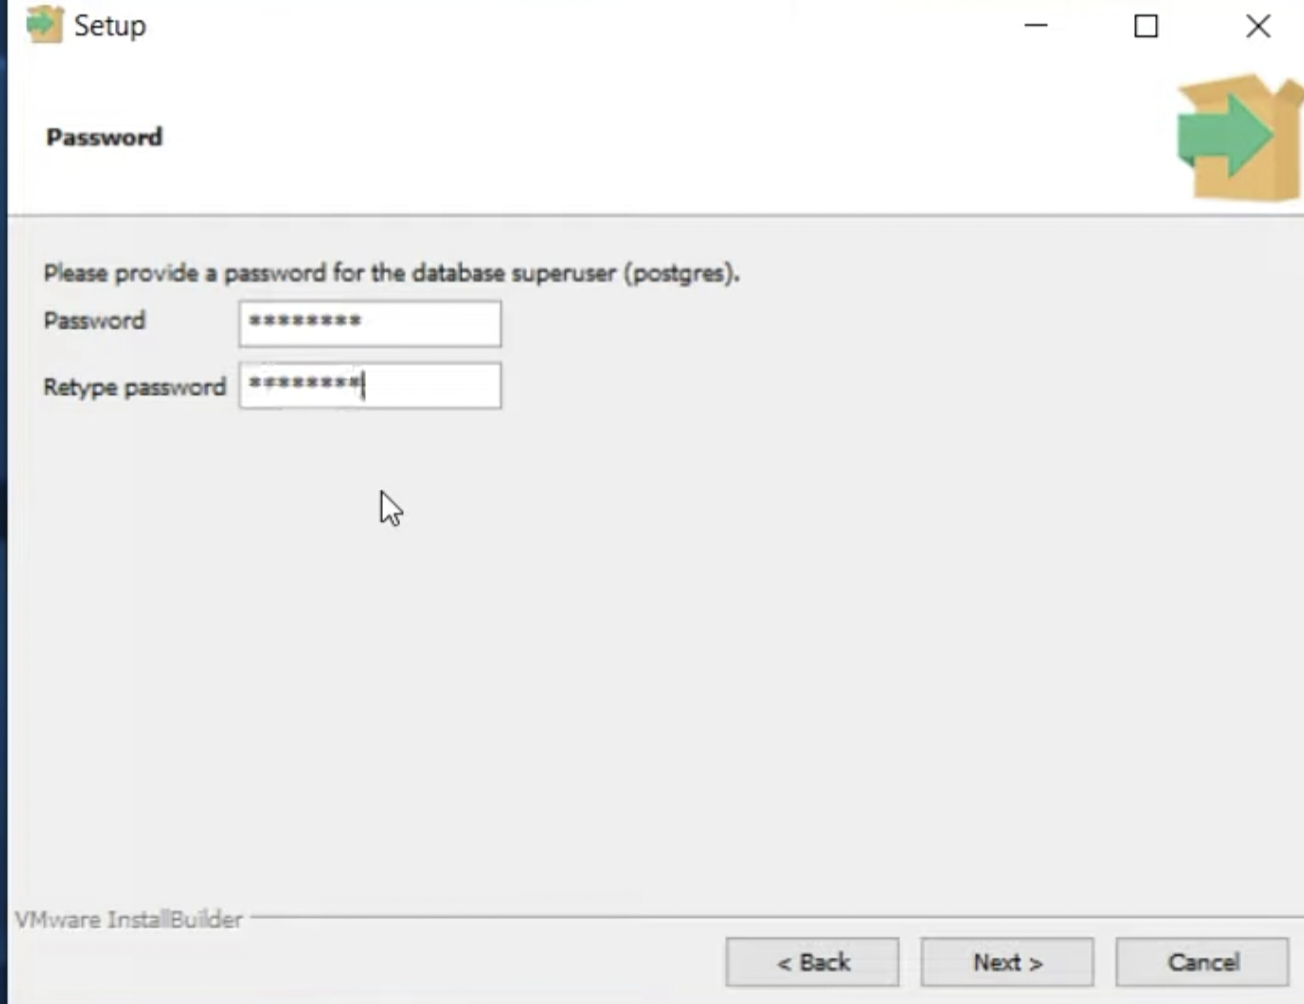 Setup
Password
Please provide a password for the database superuser (postgres).
Password ********
Retype password ********
VMware InstallBuilder
< Back Next > Cancel